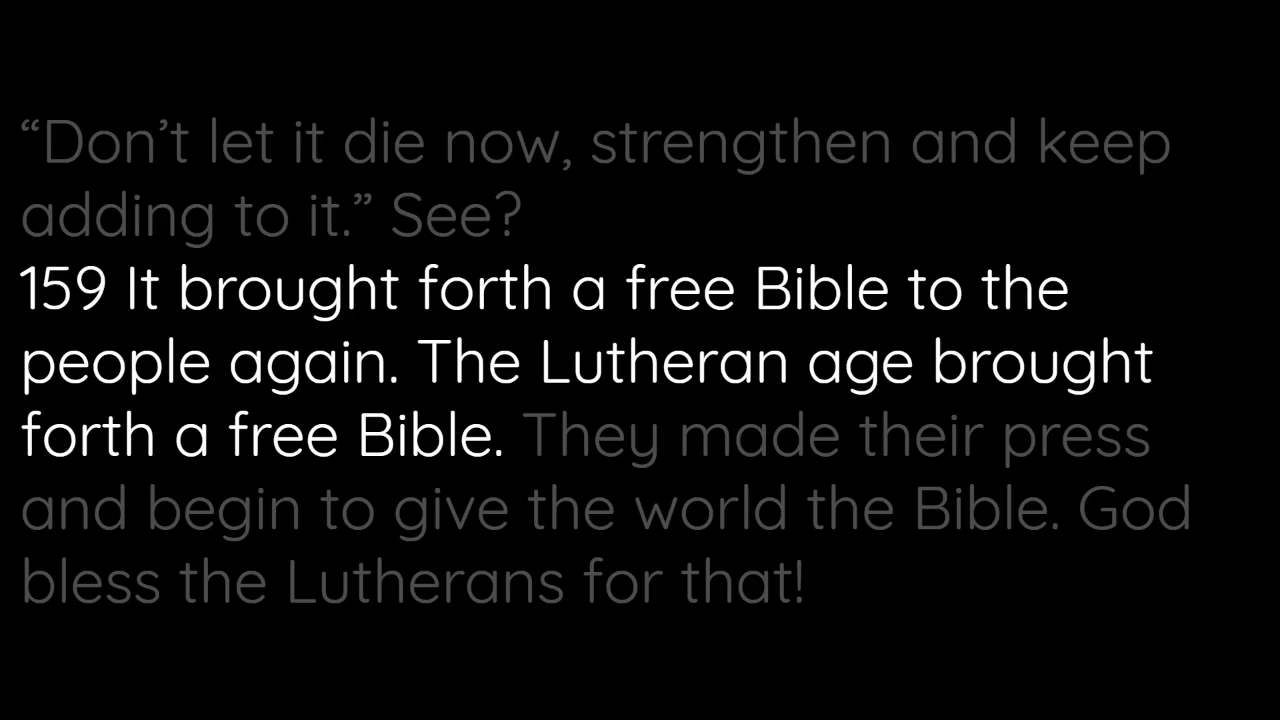 “Don’t let it die now, strengthen and keep
adding to it.” See?
159 It brought forth a free Bible to the
people again. The Lutheran age brought
forth a free Bible. They made their press
and begin to give the world the Bible. God
bless the Lutherans for that!